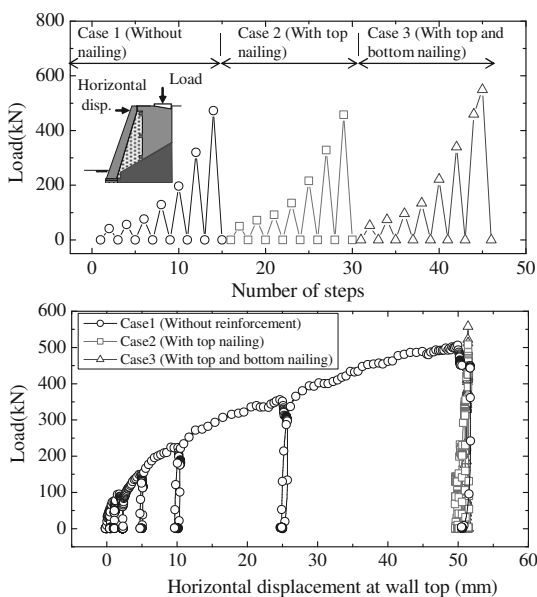 Case 1 (Without nailing)
Case 2 (With top nailing)
Case 3 (With top and bottom nailing)
Horizontal disp.
Load
Load(kN)
800
600
400
200
0
0 10 20 30 40 50
Number of steps
Case1 (Without reinforcement)
Case2 (With top nailing)
Case3 (With top and bottom nailing)
Load(kN)
600
500
400
300
200
100
0
0 10 20 30 40 50 60
Horizontal displacement at wall top (mm)